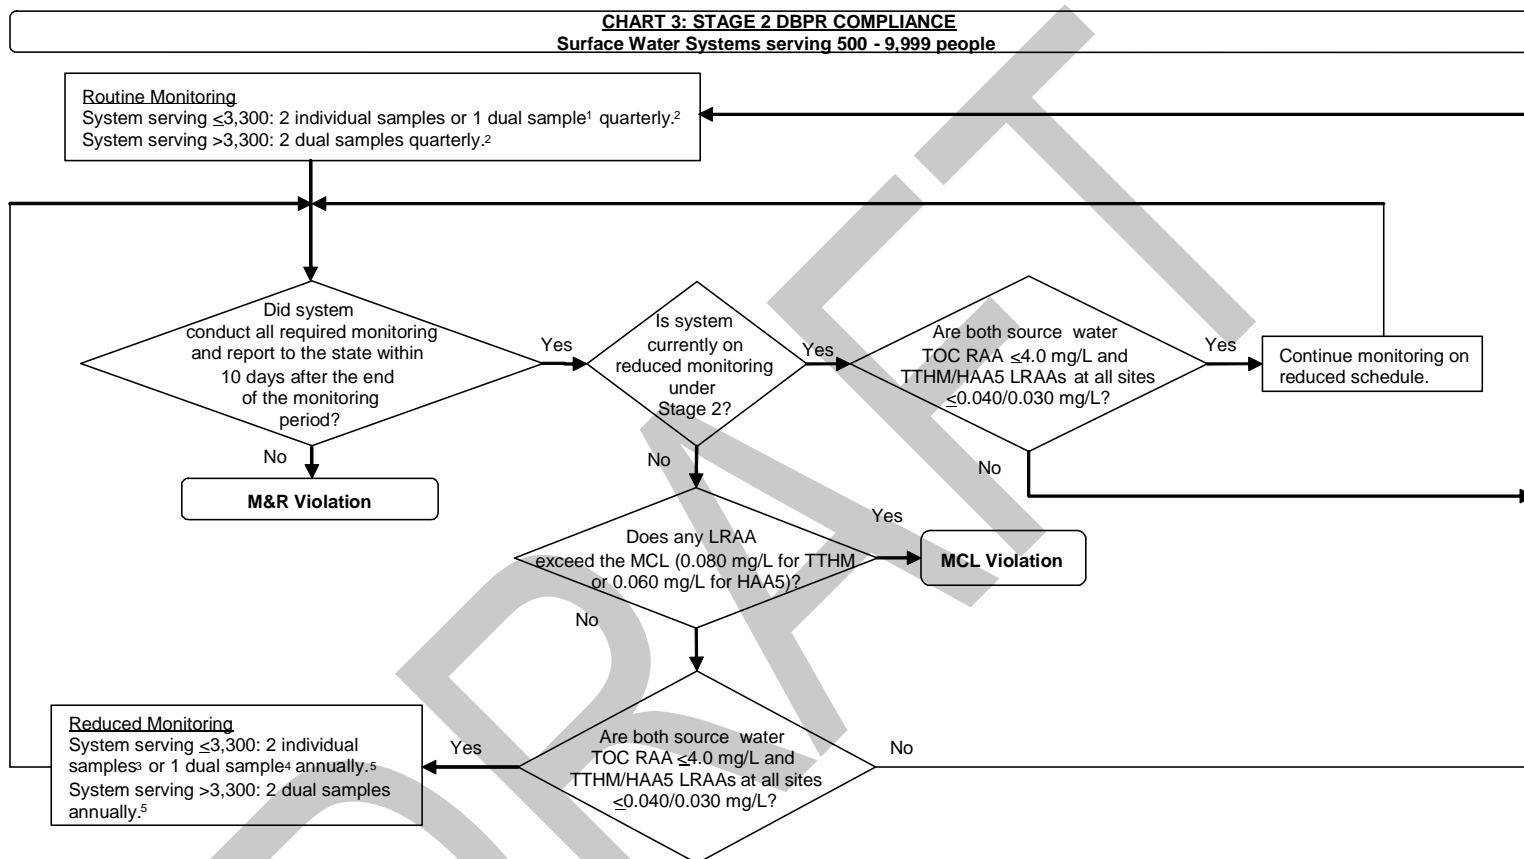 CHART 3: STAGE 2 DBPR COMPLIANCE
Surface Water Systems serving 500 - 9,999 people
Routine Monitoring
System serving ≤3,300: 2 individual samples or 1 dual sample¹ quarterly.²
System serving >3,300: 2 dual samples quarterly.²
Did system
conduct all required monitoring
and report to the state within
10 days after the end
of the monitoring
period?
Yes
No
M&R Violation
Is system
currently on
reduced monitoring
under
Stage 2?
Yes
No
Are both source water
TOC RAA ≤4.0 mg/L and
TTHM/HAA5 LRAAs at all sites
≤0.040/0.030 mg/L?
Yes
No
Continue monitoring on
reduced schedule.
Does any LRAA
exceed the MCL (0.080 mg/L for TTHM
or 0.060 mg/L for HAA5)?
Yes
No
MCL Violation
Are both source water
TOC RAA ≤4.0 mg/L and
TTHM/HAA5 LRAAs at all sites
≤0.040/0.030 mg/L?
Yes
No
Reduced Monitoring
System serving ≤3,300: 2 individual
samples³ or 1 dual sample⁴ annually.⁵
System serving >3,300: 2 dual samples
annually.⁵
DRAFT